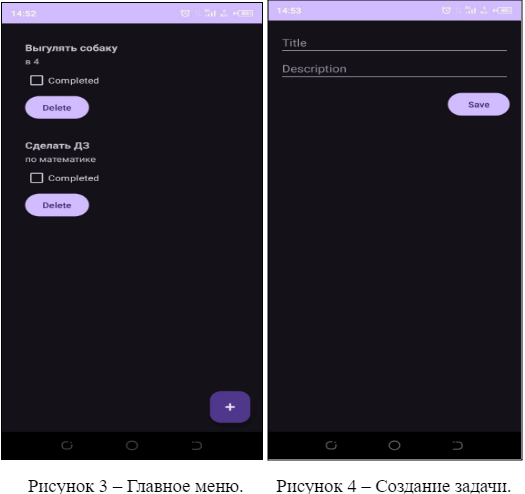 14:52
Выгулять собаку
в 4
Completed
Delete
Сделать ДЗ
по математике
Completed
Delete
+
14:53
Title
Description
Save
Рисунок 3 – Главное меню.
Рисунок 4 – Создание задачи.